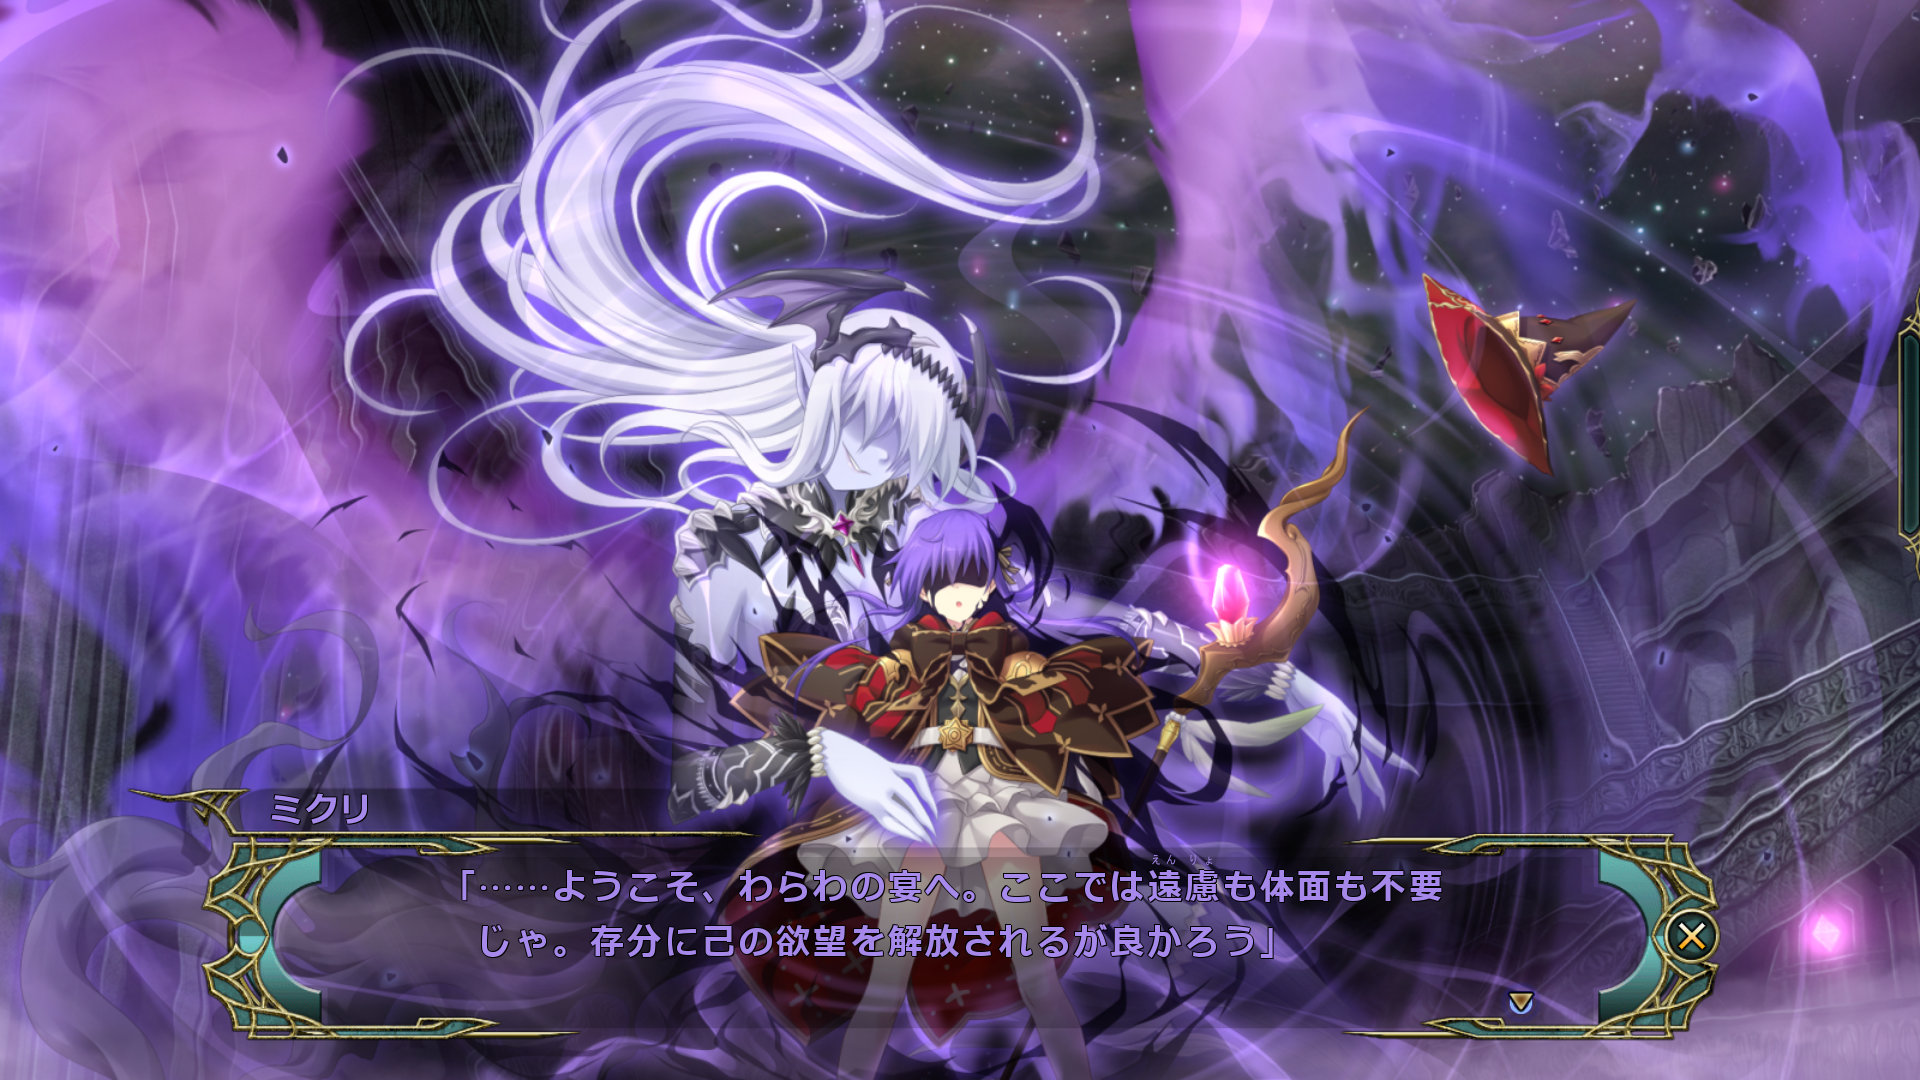 ミクリ
えんりょ
「……ようこそ、わらわの宴へ。ここでは遠慮も体面も不要
じゃ。存分に己の欲望を解放されるが良かろう」